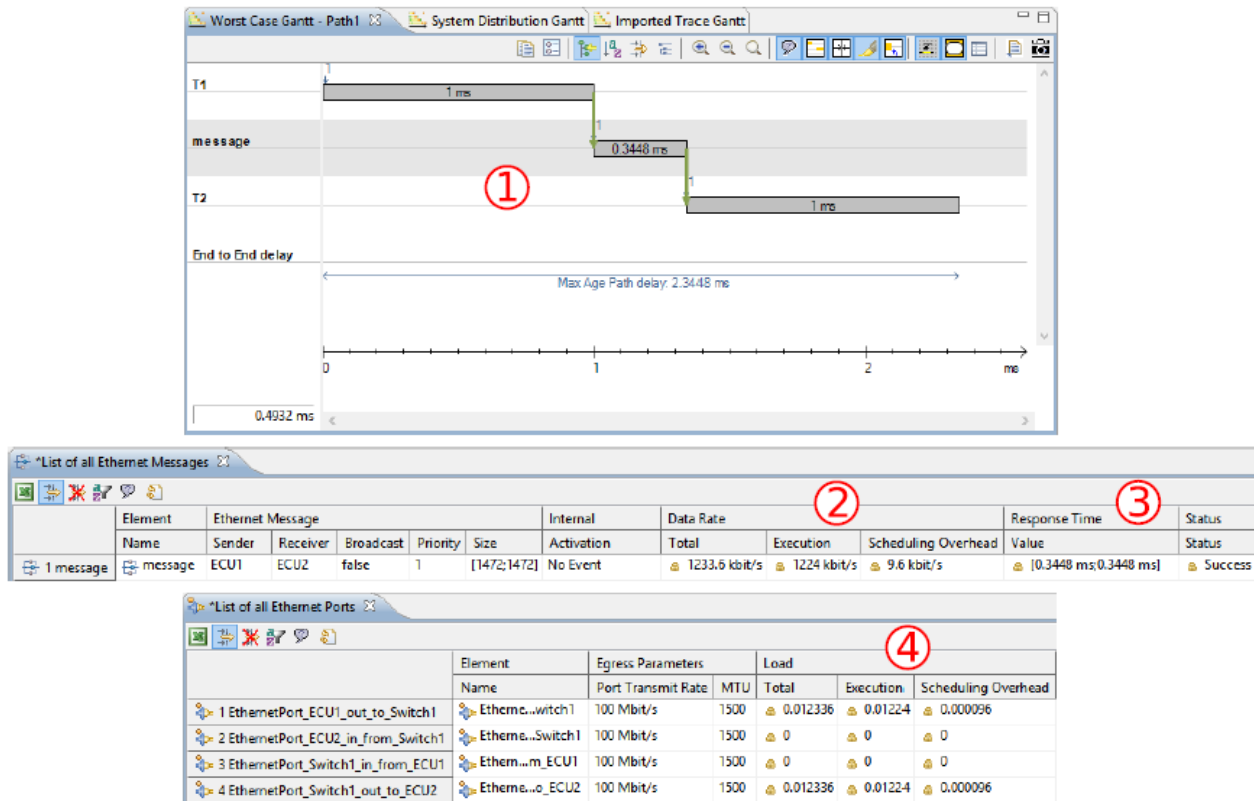 Worst Case Gantt - Path1 System Distribution Gantt Imported Trace Gantt
1
T1 1 ms
1
message 0.3448 ms
①
1
T2 1 ms
End to End delay
Max Age Path delay: 2.3448 ms
0 1 2 ms
0.4932 ms
*List of all Ethernet Messages
② ③
Element Ethernet Message Internal Data Rate Response Time Status
Name Sender Receiver Broadcast Priority Size Activation Total Execution Scheduling Overhead Value Status
1 message message ECU1 ECU2 false 1 [1472;1472] No Event 1233.6 kbit/s 1224 kbit/s 9.6 kbit/s [0.3448 ms;0.3448 ms] Success
*List of all Ethernet Ports
④
Element Egress Parameters Load
Name Port Transmit Rate MTU Total Execution Scheduling Overhead
1 EthernetPort_ECU1_out_to_Switch1 Etherne...witch1 100 Mbit/s 1500 0.012336 0.01224 0.000096
2 EthernetPort_ECU2_in_from_Switch1 Etherne...Switch1 100 Mbit/s 1500 0 0 0
3 EthernetPort_Switch1_in_from_ECU1 Ethern...m_ECU1 100 Mbit/s 1500 0 0 0
4 EthernetPort_Switch1_out_to_ECU2 Etherne...o_ECU2 100 Mbit/s 1500 0.012336 0.01224 0.000096